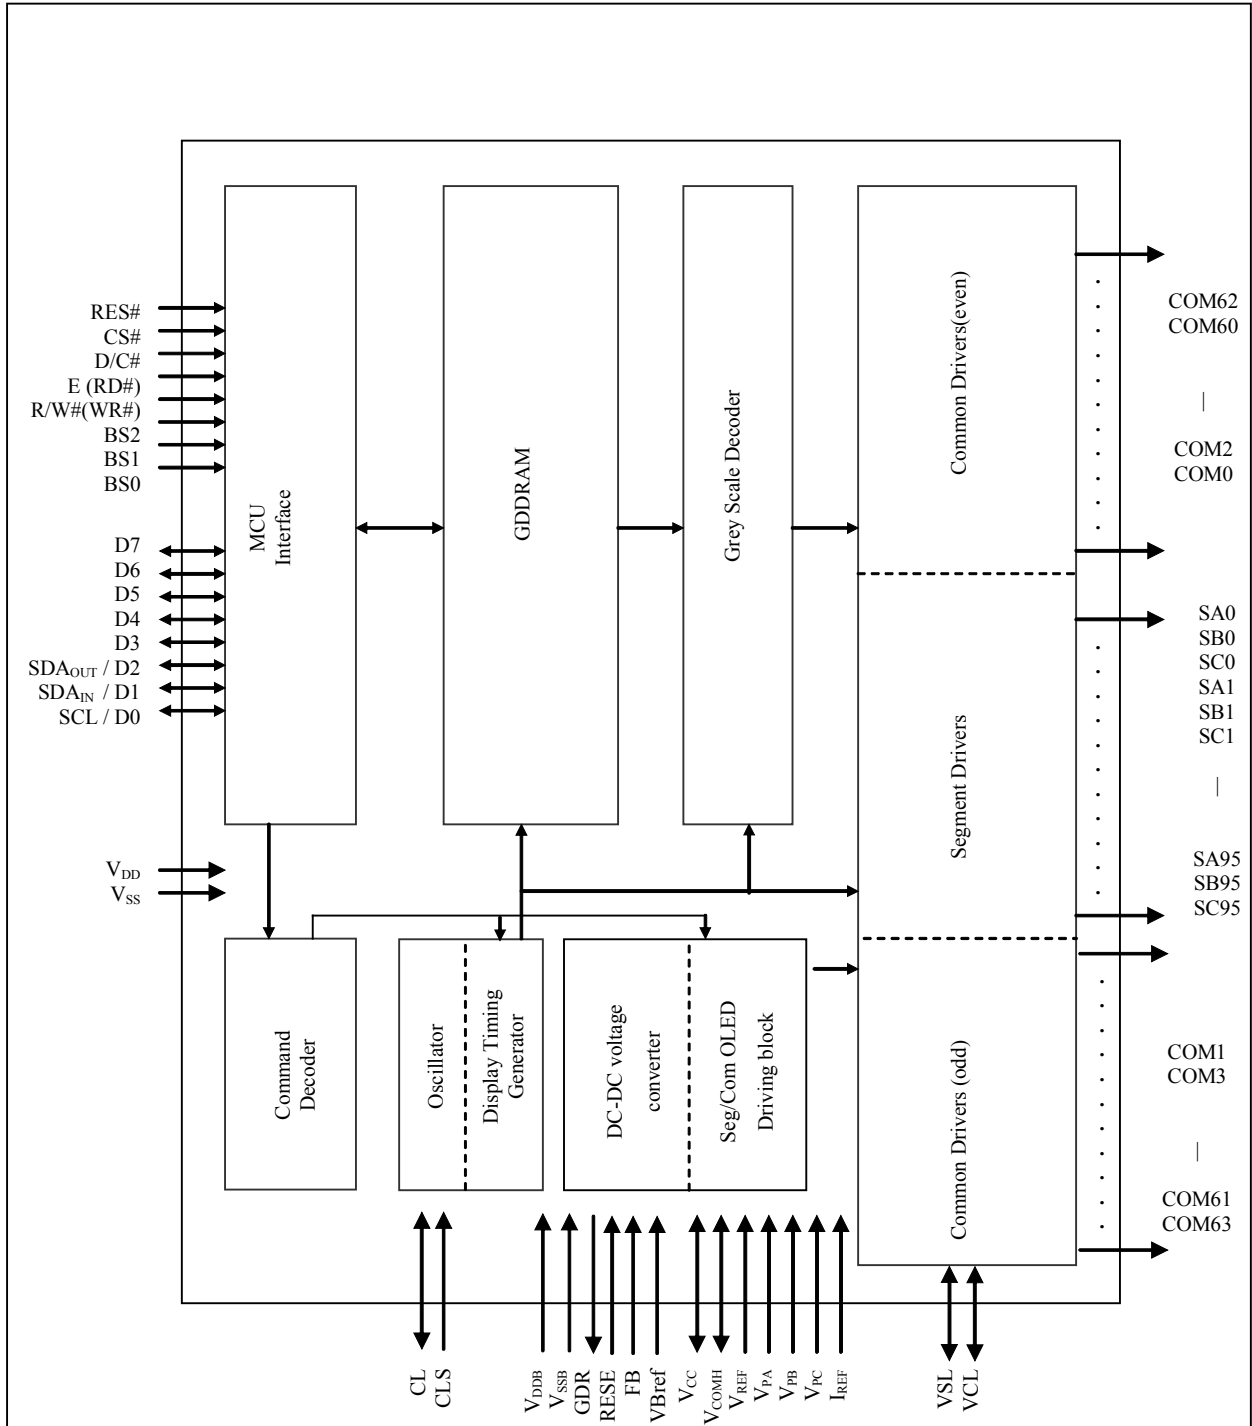 RES#
CS#
D/C#
E (RD#)
R/W#(WR#)
BS2
BS1
BS0
D7
D6
D5
D4
D3
SDAOUT / D2
SDAIN / D1
SCL / D0
VDD
VSS
MCU
Interface
GDDRAM
Grey Scale Decoder
Common Drivers(even)
Segment Drivers
Common Drivers (odd)
Command
Decoder
Oscillator
Display Timing
Generator
DC-DC voltage
converter
Seg/Com OLED
Driving block
COM62
COM60
|
COM2
COM0
SA0
SB0
SC0
SA1
SB1
SC1
|
SA95
SB95
SC95
COM1
COM3
|
COM61
COM63
CL
CLS
VDDB
VSSB
GDR
RESE
FB
VBref
VCC
VCOMH
VREF
VPA
VPB
VPC
IREF
VSL
VCL